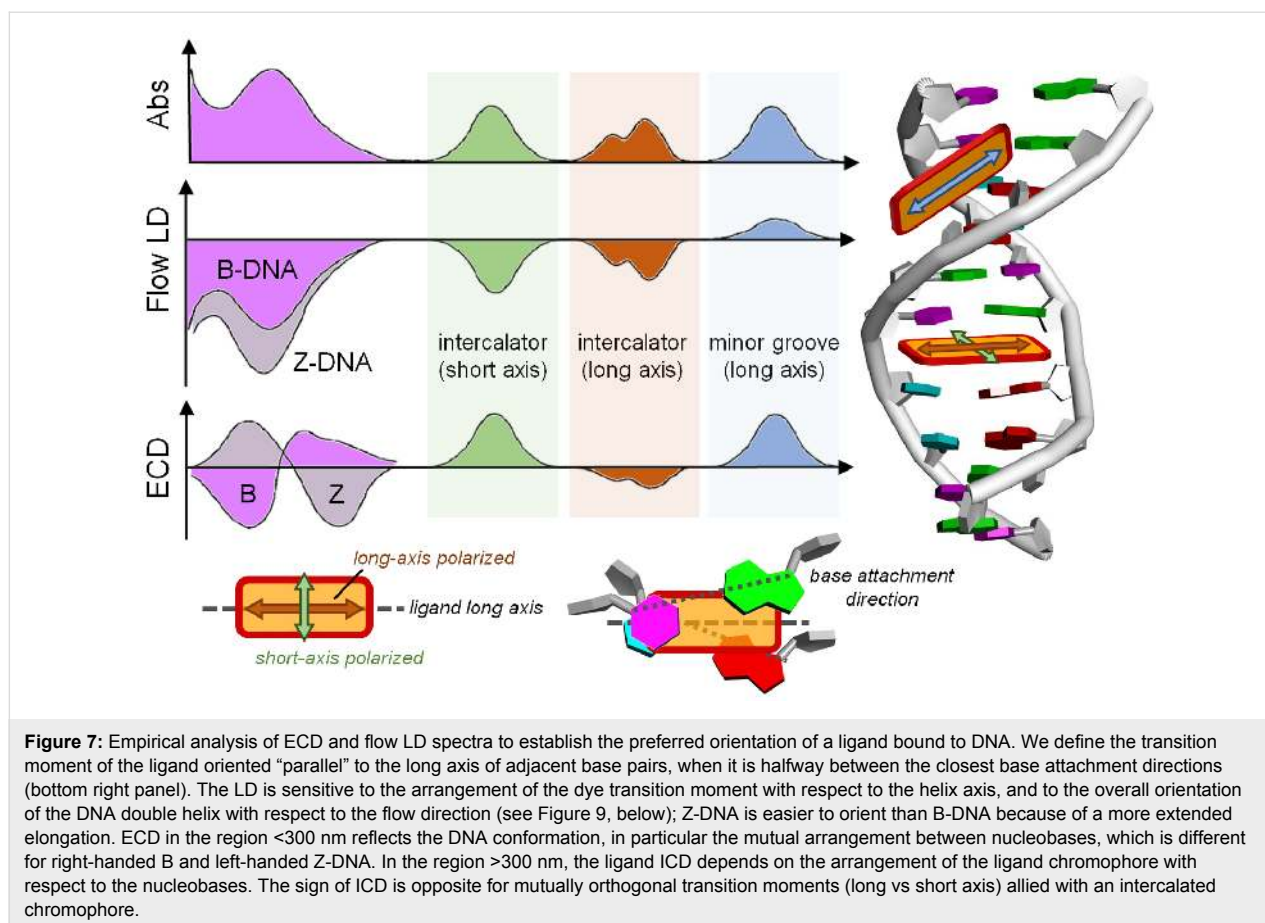 Abs
Flow LD
B-DNA
Z-DNA
intercalator
(short axis)
intercalator
(long axis)
minor groove
(long axis)
ECD
B
Z
long-axis polarized
ligand long axis
short-axis polarized
base attachment
direction
Figure 7: Empirical analysis of ECD and flow LD spectra to establish the preferred orientation of a ligand bound to DNA. We define the transition
moment of the ligand oriented “parallel” to the long axis of adjacent base pairs, when it is halfway between the closest base attachment directions
(bottom right panel). The LD is sensitive to the arrangement of the dye transition moment with respect to the helix axis, and to the overall orientation
of the DNA double helix with respect to the flow direction (see Figure 9, below); Z-DNA is easier to orient than B-DNA because of a more extended
elongation. ECD in the region <300 nm reflects the DNA conformation, in particular the mutual arrangement between nucleobases, which is different
for right-handed B and left-handed Z-DNA. In the region >300 nm, the ligand ICD depends on the arrangement of the ligand chromophore with
respect to the nucleobases. The sign of ICD is opposite for mutually orthogonal transition moments (long vs short axis) allied with an intercalated
chromophore.